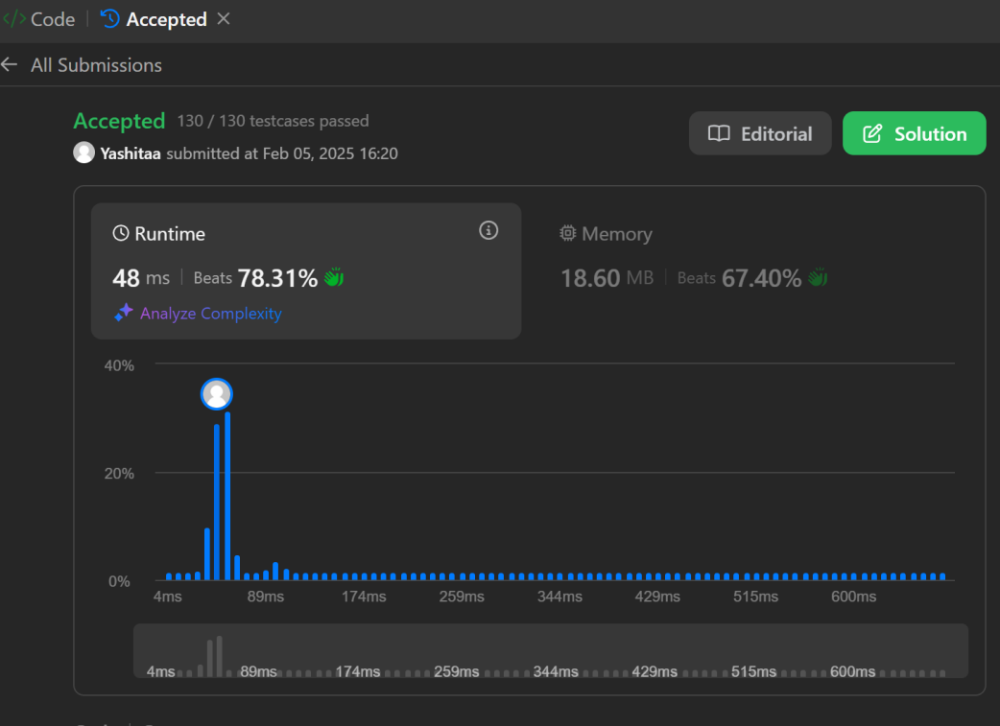 </> Code | Accepted ×
← All Submissions
Accepted 130 / 130 testcases passed
Yashitaa submitted at Feb 05, 2025 16:20
Editorial
Solution
Runtime
48 ms | Beats 78.31%
Analyze Complexity
Memory
18.60 MB | Beats 67.40%
40%
20%
0%
4ms 89ms 174ms 259ms 344ms 429ms 515ms 600ms
4ms 89ms 174ms 259ms 344ms 429ms 515ms 600ms